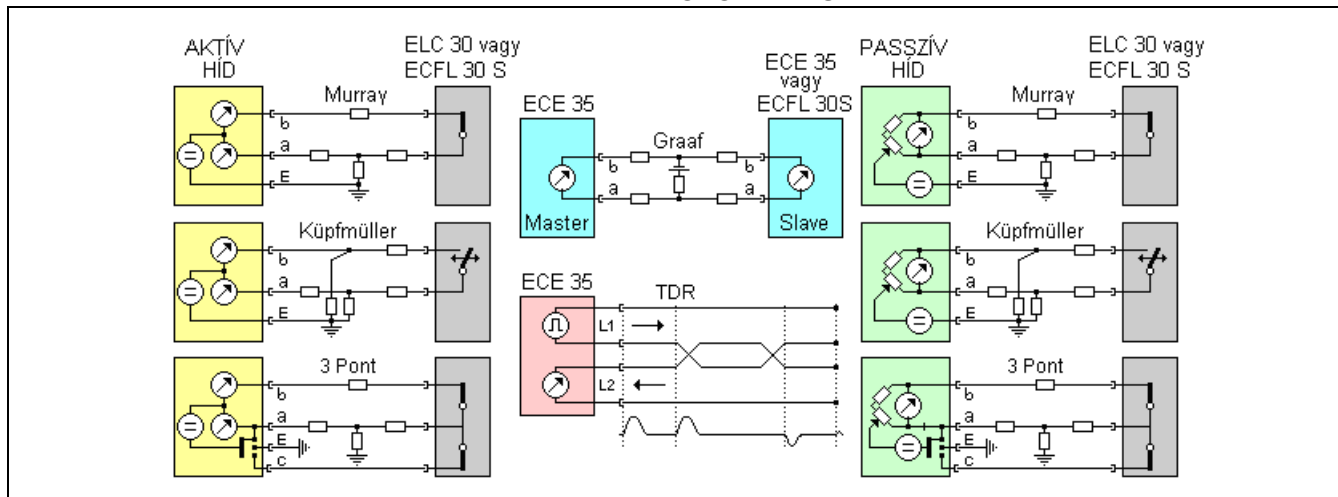 AKTÍV
HÍD
ELC 30 vagy
ECFL 30 S
Murray
b
a
E
Küpfmüller
b
a
E
3 Pont
b
a
E
c
ECE 35
ECE 35
vagy
ECFL 30S
Graaf
b
b
a
a
Master
Slave
ECE 35
TDR
L1
L2
PASSZÍV
HÍD
ELC 30 vagy
ECFL 30 S
Murray
b
a
E
Küpfmüller
b
a
E
3 Pont
b
a
E
c